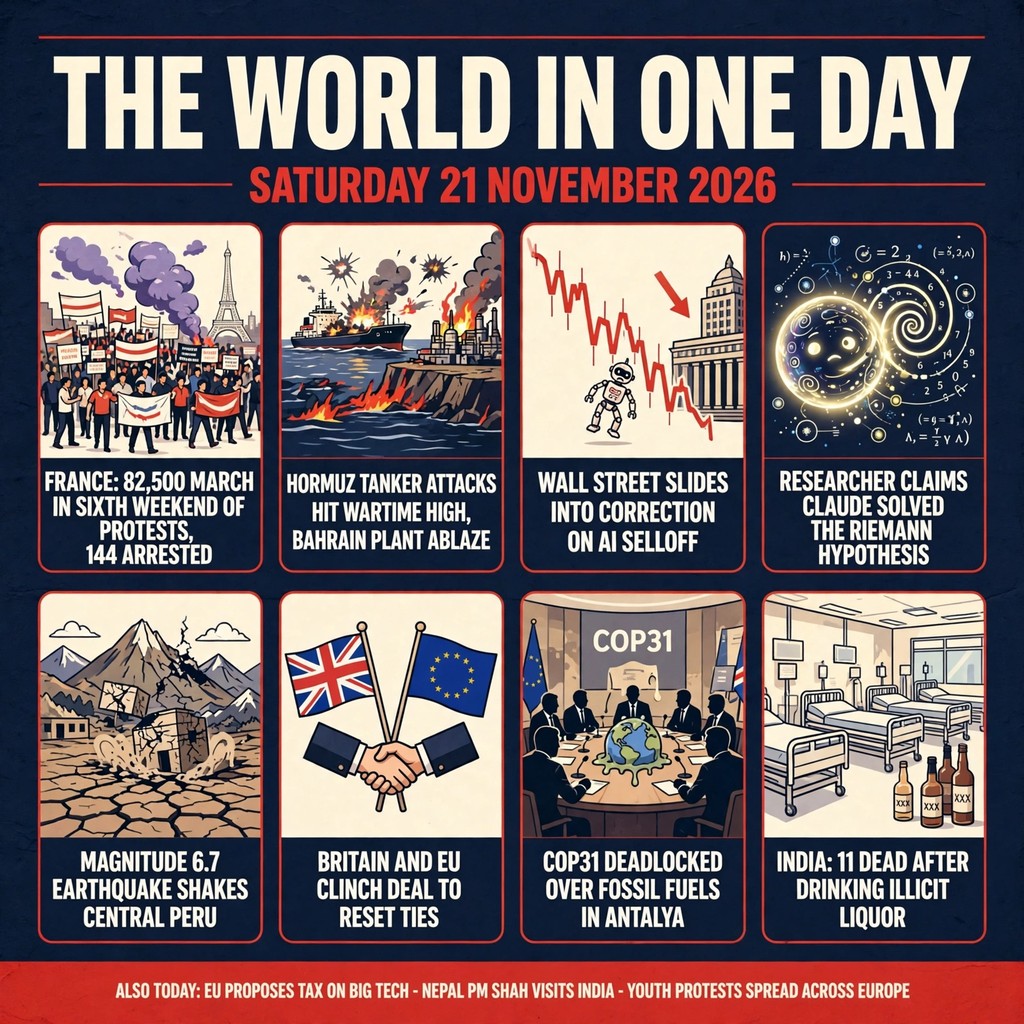 THE WORLD IN ONE DAY
SATURDAY 21 NOVEMBER 2026
FRANCE: 82,500 MARCH
IN SIXTH WEEKEND OF
PROTESTS,
144 ARRESTED
HORMUZ TANKER ATTACKS
HIT WARTIME HIGH,
BAHRAIN PLANT ABLAZE
WALL STREET SLIDES
INTO CORRECTION
ON AI SELLOFF
RESEARCHER CLAIMS
CLAUDE SOLVED
THE RIEMANN
HYPOTHESIS
MAGNITUDE 6.7
EARTHQUAKE SHAKES
CENTRAL PERU
BRITAIN AND EU
CLINCH DEAL TO
RESET TIES
COP31
COP31 DEADLOCKED
OVER FOSSIL FUELS
IN ANTALYA
XXX
XXX
XXX
INDIA: 11 DEAD AFTER
DRINKING ILLICIT
LIQUOR
ALSO TODAY: EU PROPOSES TAX ON BIG TECH - NEPAL PM SHAH VISITS INDIA - YOUTH PROTESTS SPREAD ACROSS EUROPE